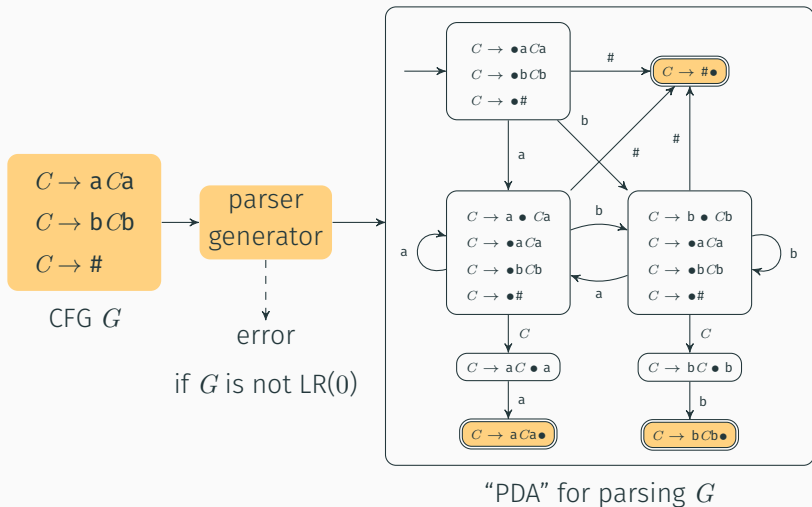 C → aCa
C → bCb
C → #
CFG G
parser
generator
error
if G is not LR(0)
C → •aCa
C → •bCb
C → •#
#
C → #•
a
b
#
#
C → a • Ca
C → •aCa
C → •bCb
C → •#
a
b
a
C → b • Cb
C → •aCa
C → •bCb
C → •#
b
C
C
C → aC • a
C → bC • b
a
b
C → aCa•
C → bCb•
“PDA” for parsing G